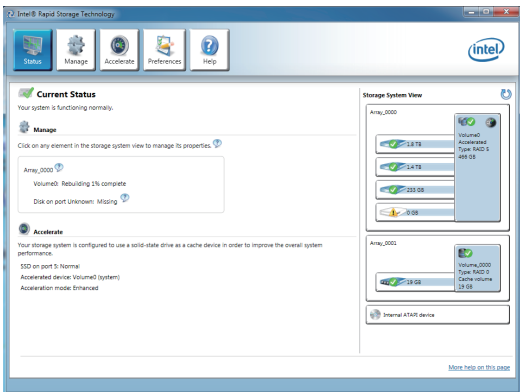 Intel® Rapid Storage Technology
Status
Manage
Accelerate
Preferences
Help
intel
Current Status
Your system is functioning normally.
Manage
Click on any element in the storage system view to manage its properties.
Array_0000
Volume0: Rebuilding 1% complete
Disk on port Unknown: Missing
Accelerate
Your storage system is configured to use a solid-state drive as a cache device in order to improve the overall system
performance.
SSD on port 5: Normal
Accelerated device: Volume0 (system)
Acceleration mode: Enhanced
Storage System View
Array_0000
1.8 TB
1.4 TB
233 GB
0 GB
Volume0
Accelerated
Type: RAID 5
466 GB
Array_0001
19 GB
Volume_0000
Type: RAID 0
Cache volume
19 GB
Internal ATAPI device
More help on this page